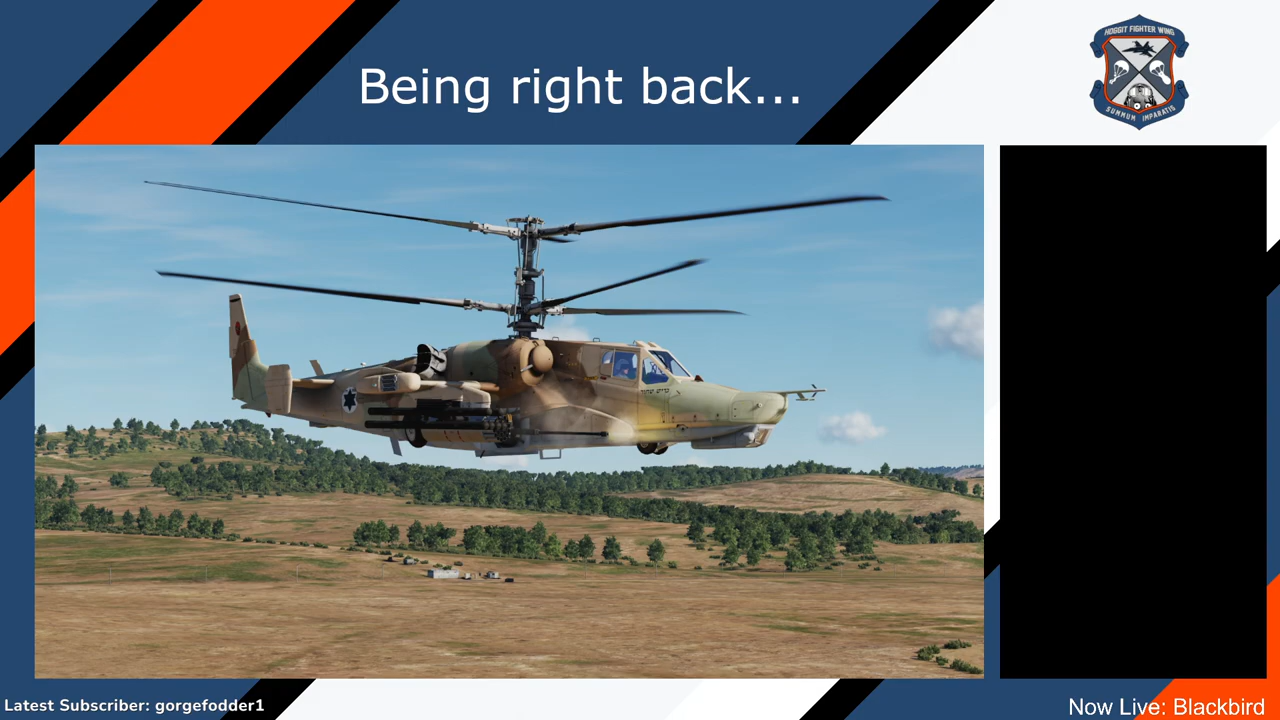 Being right back...
HOGGIT FIGHTER WING
SUMMUM IMPARATIS
Latest Subscriber: gorgefodder1
Now Live: Blackbird